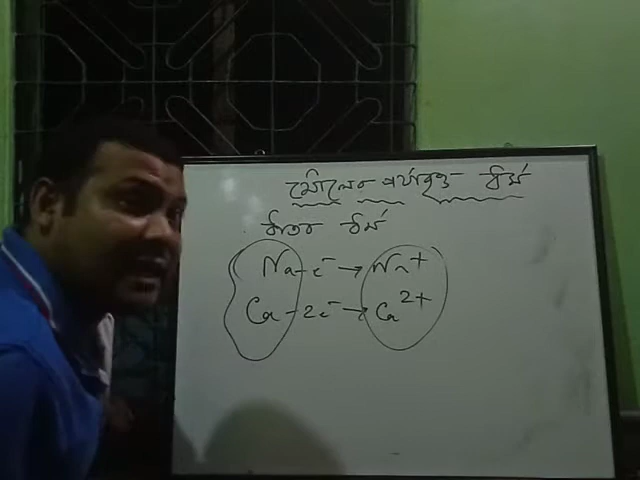 মৌলের পর্যাবৃত্ত ধর্ম
ধাতব ধর্ম
Na - e⁻ → Na⁺
Ca - 2e⁻ → Ca²⁺